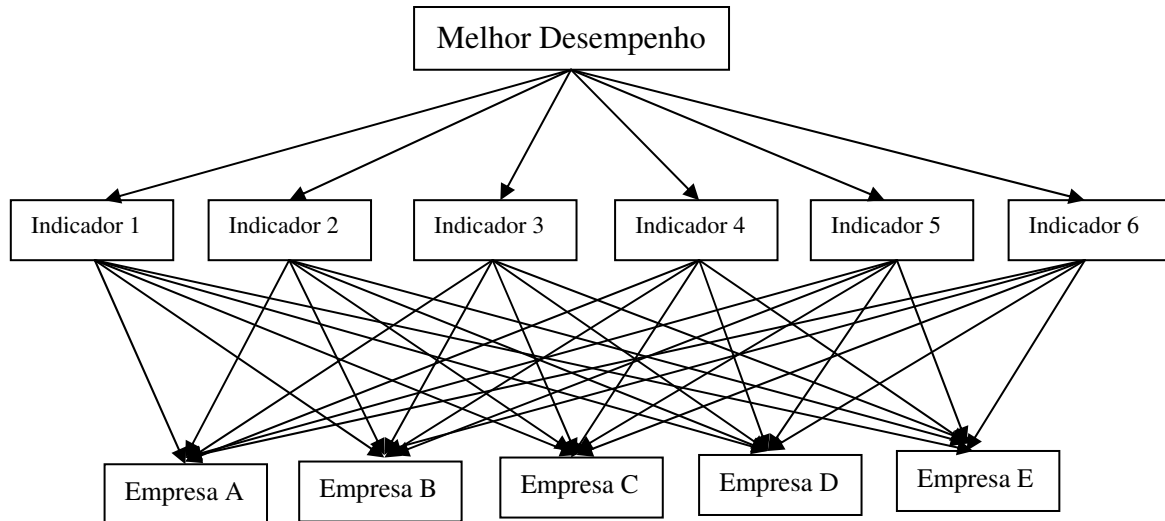 Melhor Desempenho
Indicador 1
Indicador 2
Indicador 3
Indicador 4
Indicador 5
Indicador 6
Empresa A
Empresa B
Empresa C
Empresa D
Empresa E